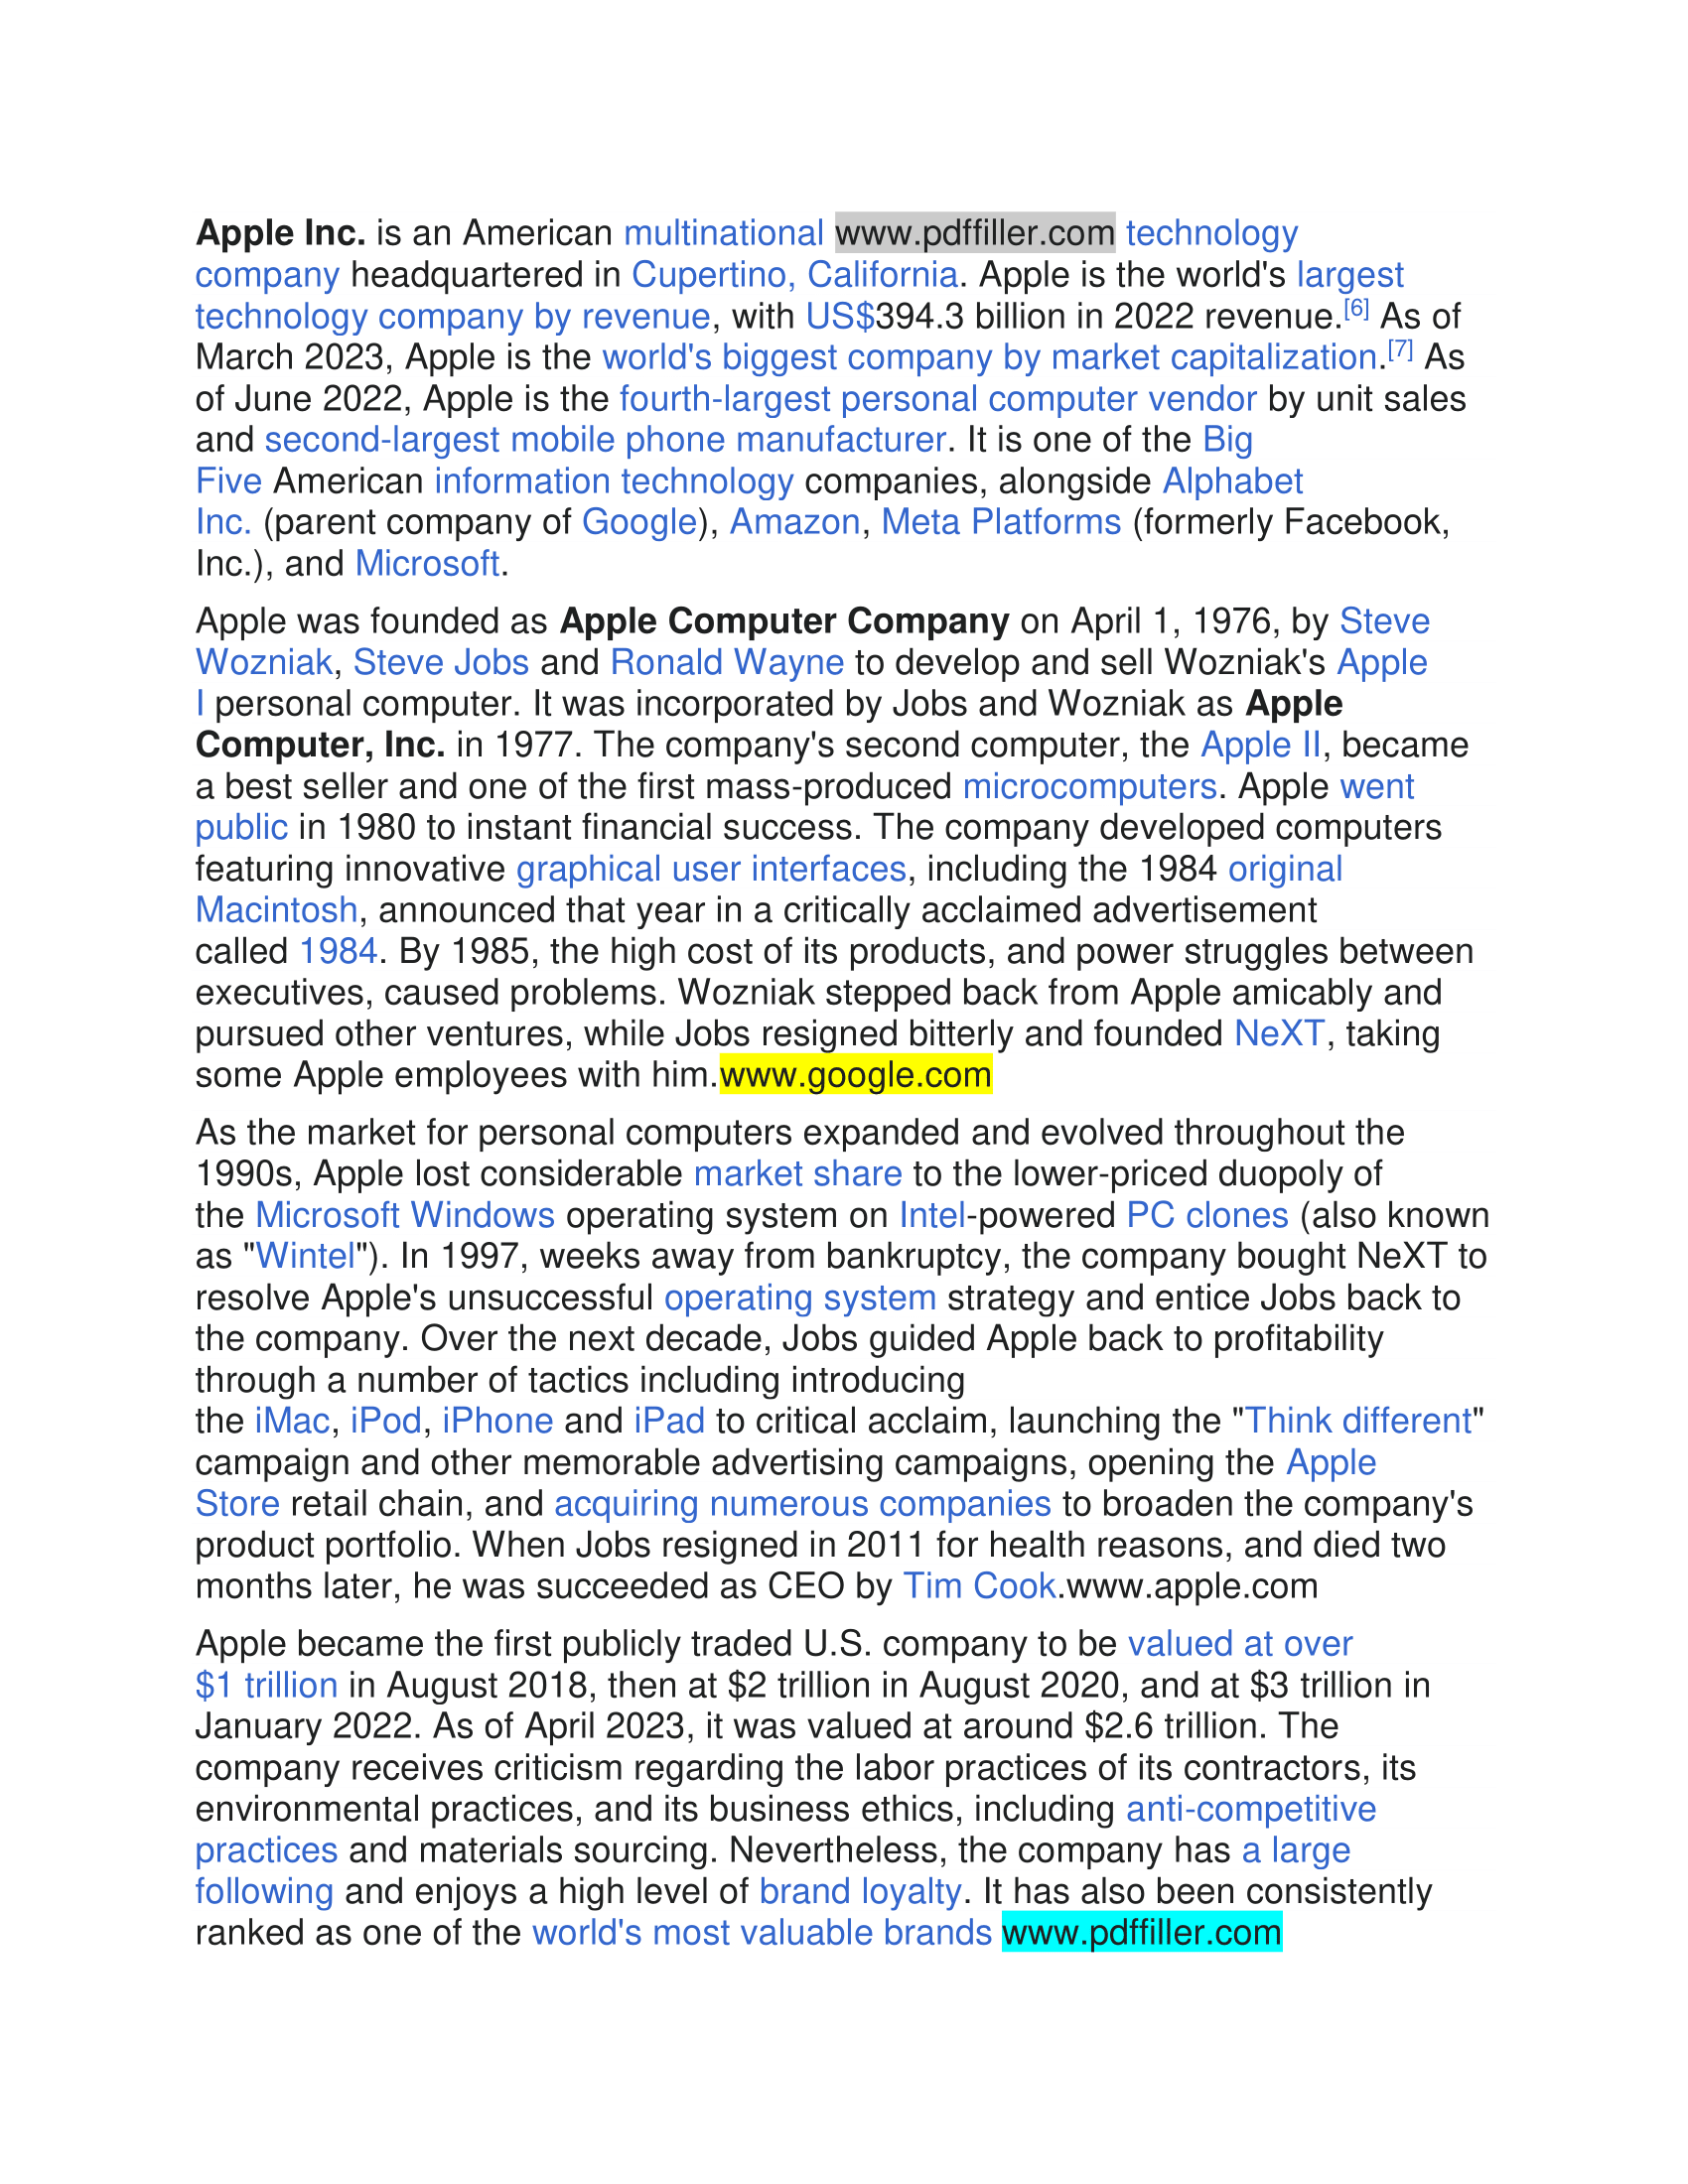 Apple Inc. is an American multinational www.pdffiller.com technology
company headquartered in Cupertino, California. Apple is the world's largest
technology company by revenue, with US$394.3 billion in 2022 revenue.[6] As of
March 2023, Apple is the world's biggest company by market capitalization.[7] As
of June 2022, Apple is the fourth-largest personal computer vendor by unit sales
and second-largest mobile phone manufacturer. It is one of the Big
Five American information technology companies, alongside Alphabet
Inc. (parent company of Google), Amazon, Meta Platforms (formerly Facebook,
Inc.), and Microsoft.
Apple was founded as Apple Computer Company on April 1, 1976, by Steve
Wozniak, Steve Jobs and Ronald Wayne to develop and sell Wozniak's Apple
I personal computer. It was incorporated by Jobs and Wozniak as Apple
Computer, Inc. in 1977. The company's second computer, the Apple II, became
a best seller and one of the first mass-produced microcomputers. Apple went
public in 1980 to instant financial success. The company developed computers
featuring innovative graphical user interfaces, including the 1984 original
Macintosh, announced that year in a critically acclaimed advertisement
called 1984. By 1985, the high cost of its products, and power struggles between
executives, caused problems. Wozniak stepped back from Apple amicably and
pursued other ventures, while Jobs resigned bitterly and founded NeXT, taking
some Apple employees with him.www.google.com
As the market for personal computers expanded and evolved throughout the
1990s, Apple lost considerable market share to the lower-priced duopoly of
the Microsoft Windows operating system on Intel-powered PC clones (also known
as "Wintel"). In 1997, weeks away from bankruptcy, the company bought NeXT to
resolve Apple's unsuccessful operating system strategy and entice Jobs back to
the company. Over the next decade, Jobs guided Apple back to profitability
through a number of tactics including introducing
the iMac, iPod, iPhone and iPad to critical acclaim, launching the "Think different"
campaign and other memorable advertising campaigns, opening the Apple
Store retail chain, and acquiring numerous companies to broaden the company's
product portfolio. When Jobs resigned in 2011 for health reasons, and died two
months later, he was succeeded as CEO by Tim Cook.www.apple.com
Apple became the first publicly traded U.S. company to be valued at over
$1 trillion in August 2018, then at $2 trillion in August 2020, and at $3 trillion in
January 2022. As of April 2023, it was valued at around $2.6 trillion. The
company receives criticism regarding the labor practices of its contractors, its
environmental practices, and its business ethics, including anti-competitive
practices and materials sourcing. Nevertheless, the company has a large
following and enjoys a high level of brand loyalty. It has also been consistently
ranked as one of the world's most valuable brands www.pdffiller.com